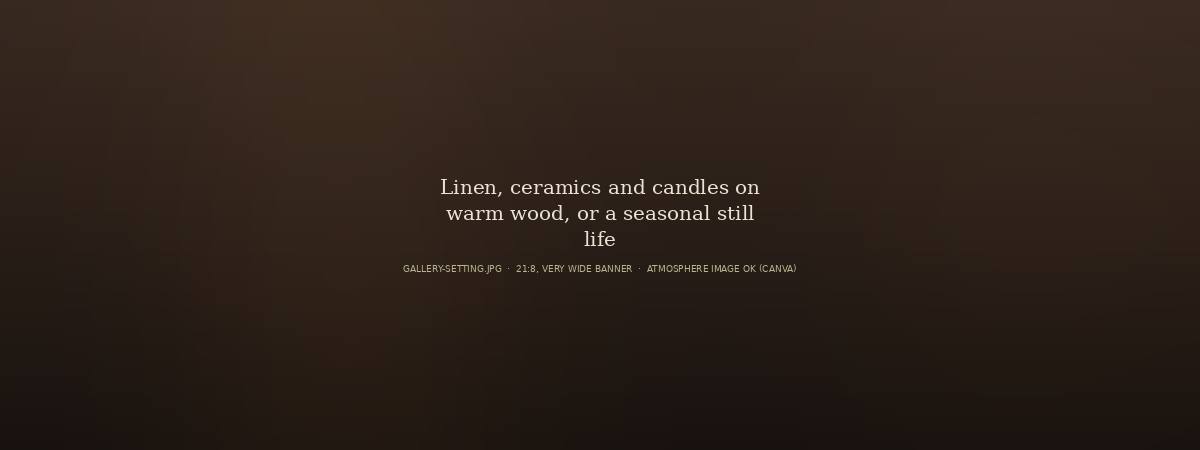 Linen, ceramics and candles on
warm wood, or a seasonal still
life
GALLERY-SETTING.JPG · 21:8, VERY WIDE BANNER · ATMOSPHERE IMAGE OK (CANVA)